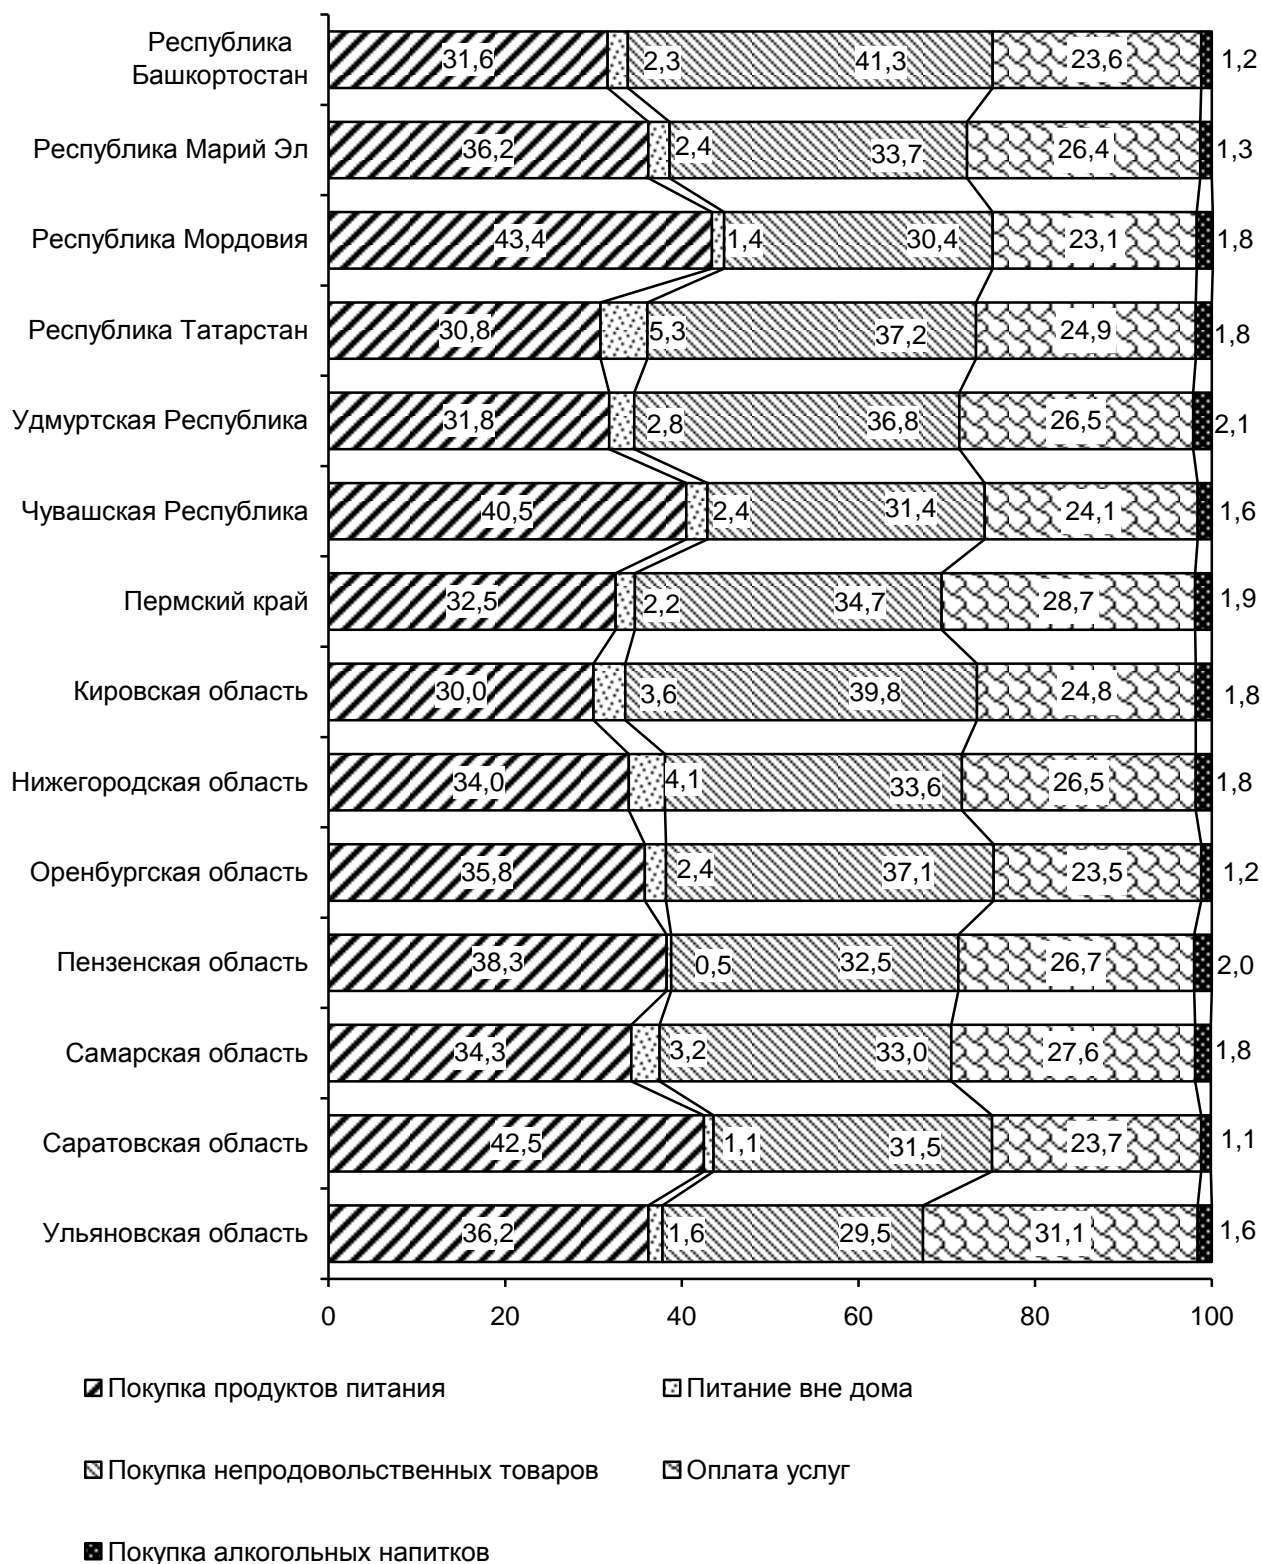 Республика
Башкортостан
31,6 2,3 41,3 23,6 1,2
Республика Марий Эл 36,2 2,4 33,7 26,4 1,3
Республика Мордовия 43,4 1,4 30,4 23,1 1,8
Республика Татарстан 30,8 5,3 37,2 24,9 1,8
Удмуртская Республика 31,8 2,8 36,8 26,5 2,1
Чувашская Республика 40,5 2,4 31,4 24,1 1,6
Пермский край 32,5 2,2 34,7 28,7 1,9
Кировская область 30,0 3,6 39,8 24,8 1,8
Нижегородская область 34,0 4,1 33,6 26,5 1,8
Оренбургская область 35,8 2,4 37,1 23,5 1,2
Пензенская область 38,3 0,5 32,5 26,7 2,0
Самарская область 34,3 3,2 33,0 27,6 1,8
Саратовская область 42,5 1,1 31,5 23,7 1,1
Ульяновская область 36,2 1,6 29,5 31,1 1,6
0 20 40 60 80 100
Покупка продуктов питания Питание вне дома
Покупка непродовольственных товаров Оплата услуг
Покупка алкогольных напитков